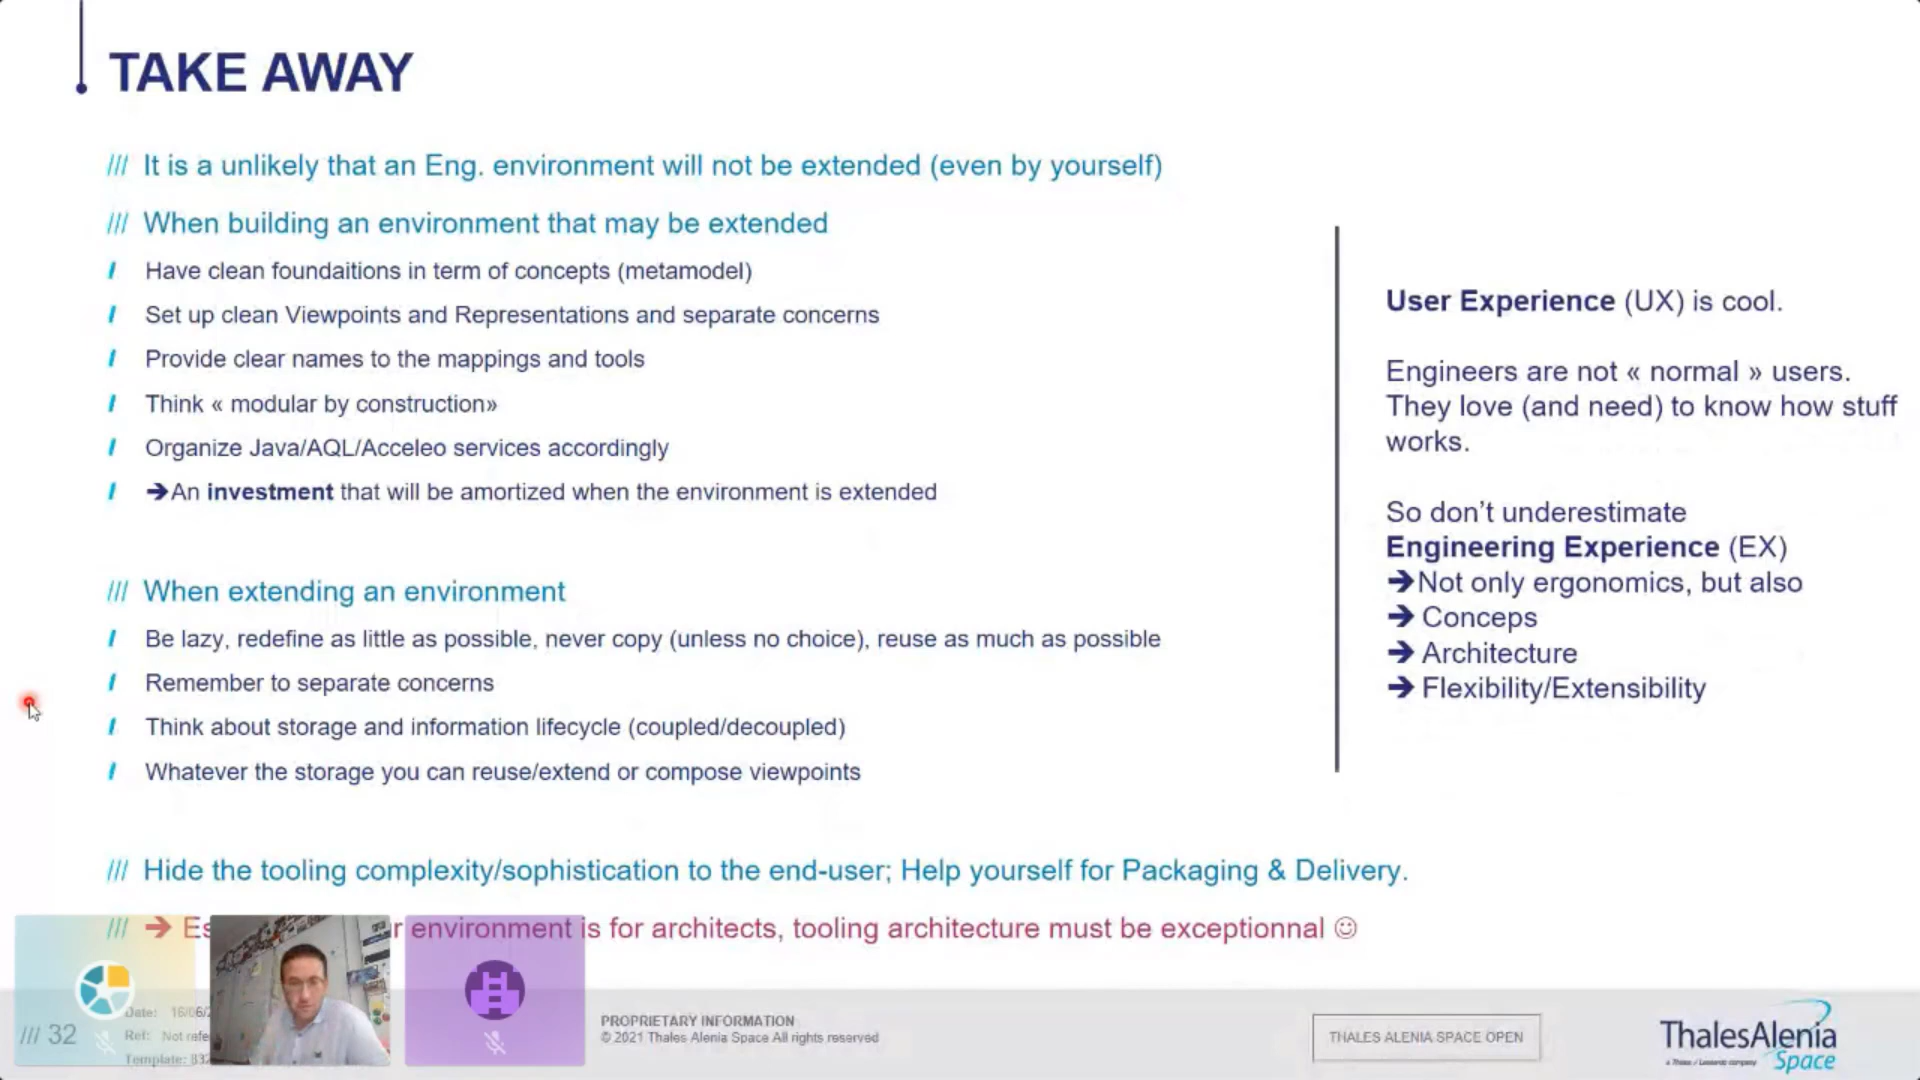 TAKE AWAY
/// It is a unlikely that an Eng. environment will not be extended (even by yourself)
/// When building an environment that may be extended
/ Have clean foundaitions in term of concepts (metamodel)
/ Set up clean Viewpoints and Representations and separate concerns
/ Provide clear names to the mappings and tools
/ Think « modular by construction»
/ Organize Java/AQL/Acceleo services accordingly
/ ➔An investment that will be amortized when the environment is extended
/// When extending an environment
/ Be lazy, redefine as little as possible, never copy (unless no choice), reuse as much as possible
/ Remember to separate concerns
/ Think about storage and information lifecycle (coupled/decoupled)
/ Whatever the storage you can reuse/extend or compose viewpoints
/// Hide the tooling complexity/sophistication to the end-user; Help yourself for Packaging & Delivery.
/// ➔ environment is for architects, tooling architecture must be exceptionnal ☺
User Experience (UX) is cool.
Engineers are not « normal » users.
They love (and need) to know how stuff
works.
So don't underestimate
Engineering Experience (EX)
➔Not only ergonomics, but also
➔ Conceps
➔ Architecture
➔ Flexibility/Extensibility
/// 32
Date: 16/06/
Ref: Not
Template:
PROPRIETARY INFORMATION
© 2021 Thales Alenia Space All rights reserved
THALES ALENIA SPACE OPEN
ThalesAlenia
a Thales / Leonardo company
Space